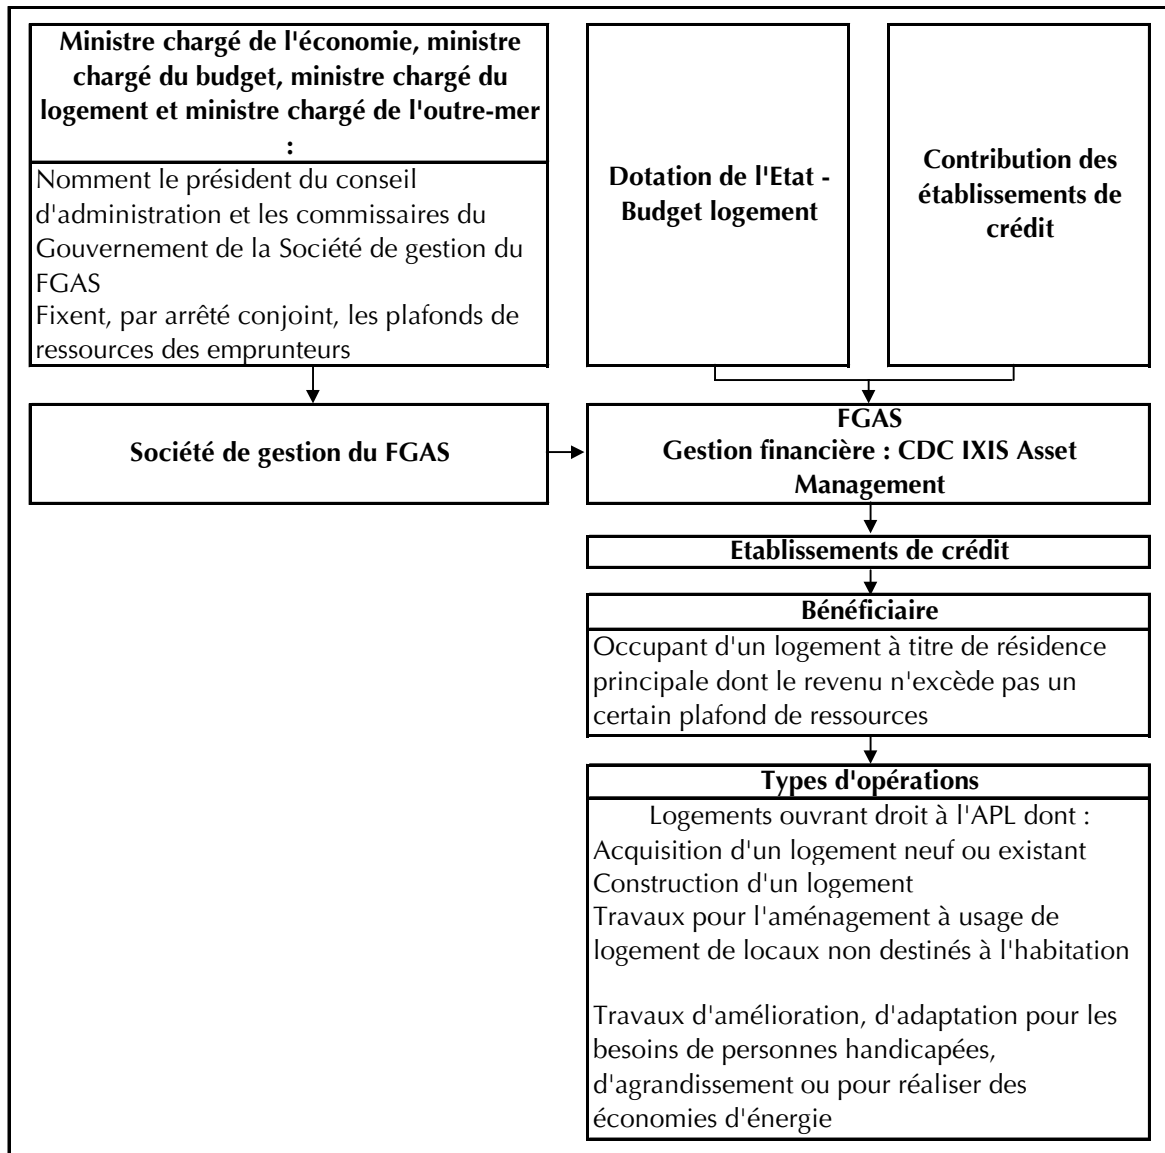 Ministre chargé de l'économie, ministre
chargé du budget, ministre chargé du
logement et ministre chargé de l'outre-mer
:
Nomment le président du conseil
d'administration et les commissaires du
Gouvernement de la Société de gestion du
FGAS
Fixent, par arrêté conjoint, les plafonds de
ressources des emprunteurs
Dotation de l'Etat -
Budget logement
Contribution des
établissements de
crédit
Société de gestion du FGAS
FGAS
Gestion financière : CDC IXIS Asset
Management
Etablissements de crédit
Bénéficiaire
Occupant d'un logement à titre de résidence
principale dont le revenu n'excède pas un
certain plafond de ressources
Types d'opérations
Logements ouvrant droit à l'APL dont :
Acquisition d'un logement neuf ou existant
Construction d'un logement
Travaux pour l'aménagement à usage de
logement de locaux non destinés à l'habitation
Travaux d'amélioration, d'adaptation pour les
besoins de personnes handicapées,
d'agrandissement ou pour réaliser des
économies d'énergie